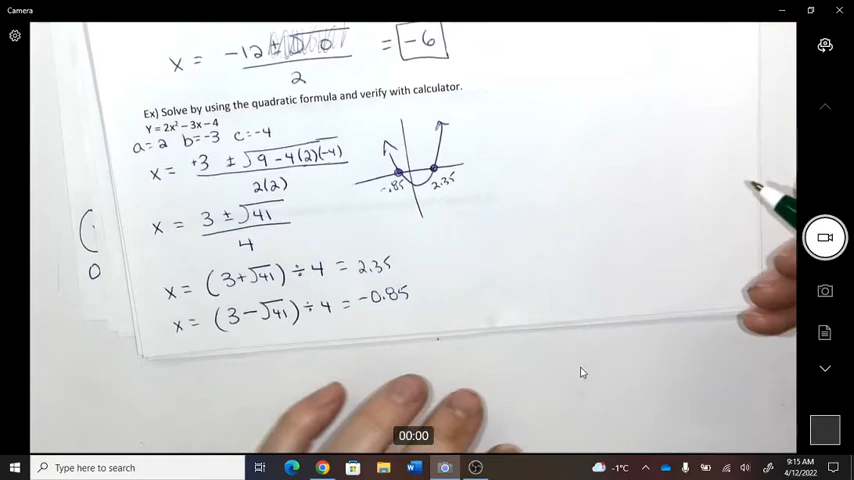 Camera
x = -12 ± = -6
2
Ex) Solve by using the quadratic formula and verify with calculator.
Y = 2x² – 3x – 4
a = 2 b = -3 c = -4
x = +3 ± √9 - 4(2)(-4)
2(2)
-.85 2.35
x = 3 ± √41
4
x = (3 + √41) ÷ 4 = 2.35
x = (3 - √41) ÷ 4 = -0.85
00:00
Type here to search
-1°C
9:15 AM
4/12/2022